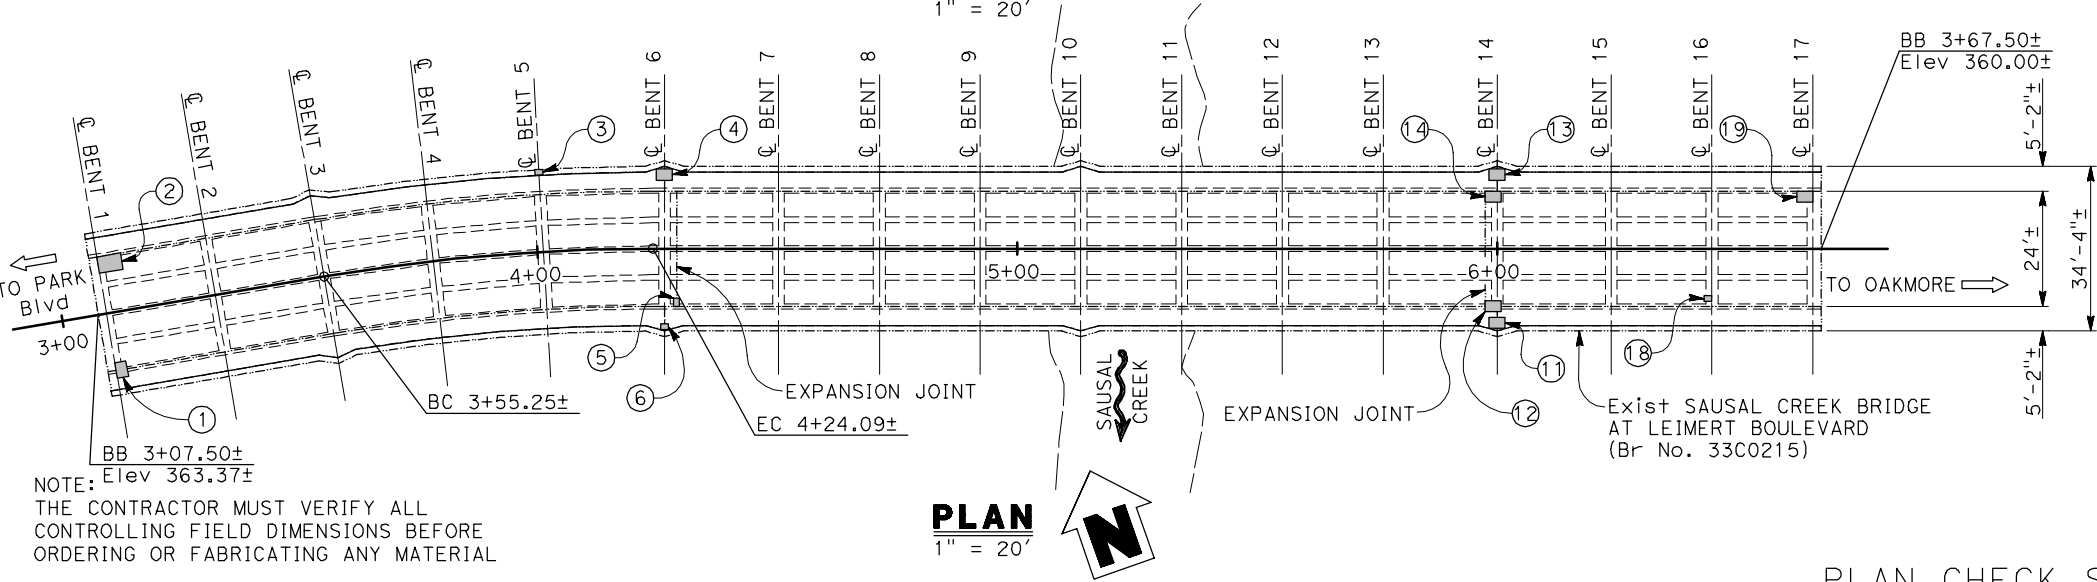 1" = 20'
℄ BENT 1
℄ BENT 2
℄ BENT 3
℄ BENT 4
℄ BENT 5
℄ BENT 6
℄ BENT 7
℄ BENT 8
℄ BENT 9
℄ BENT 10
℄ BENT 11
℄ BENT 12
℄ BENT 13
℄ BENT 14
℄ BENT 15
℄ BENT 16
℄ BENT 17
BB 3+67.50±
Elev 360.00±
2
3
4
14
13
19
5'-2"±
24'±
34'-4"±
5'-2"±
TO PARK
Blvd
3+00
4+00
5+00
6+00
TO OAKMORE
1
5
6
11
12
18
BC 3+55.25±
EC 4+24.09±
EXPANSION JOINT
EXPANSION JOINT
SAUSAL
CREEK
Exist SAUSAL CREEK BRIDGE
AT LEIMERT BOULEVARD
(Br No. 33C0215)
BB 3+07.50±
Elev 363.37±
NOTE:
THE CONTRACTOR MUST VERIFY ALL
CONTROLLING FIELD DIMENSIONS BEFORE
ORDERING OR FABRICATING ANY MATERIAL
PLAN
1" = 20'
N
PLAN CHECK S